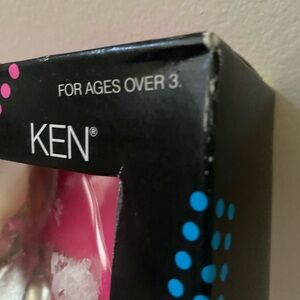 FOR AGES OVER 3.
KEN®